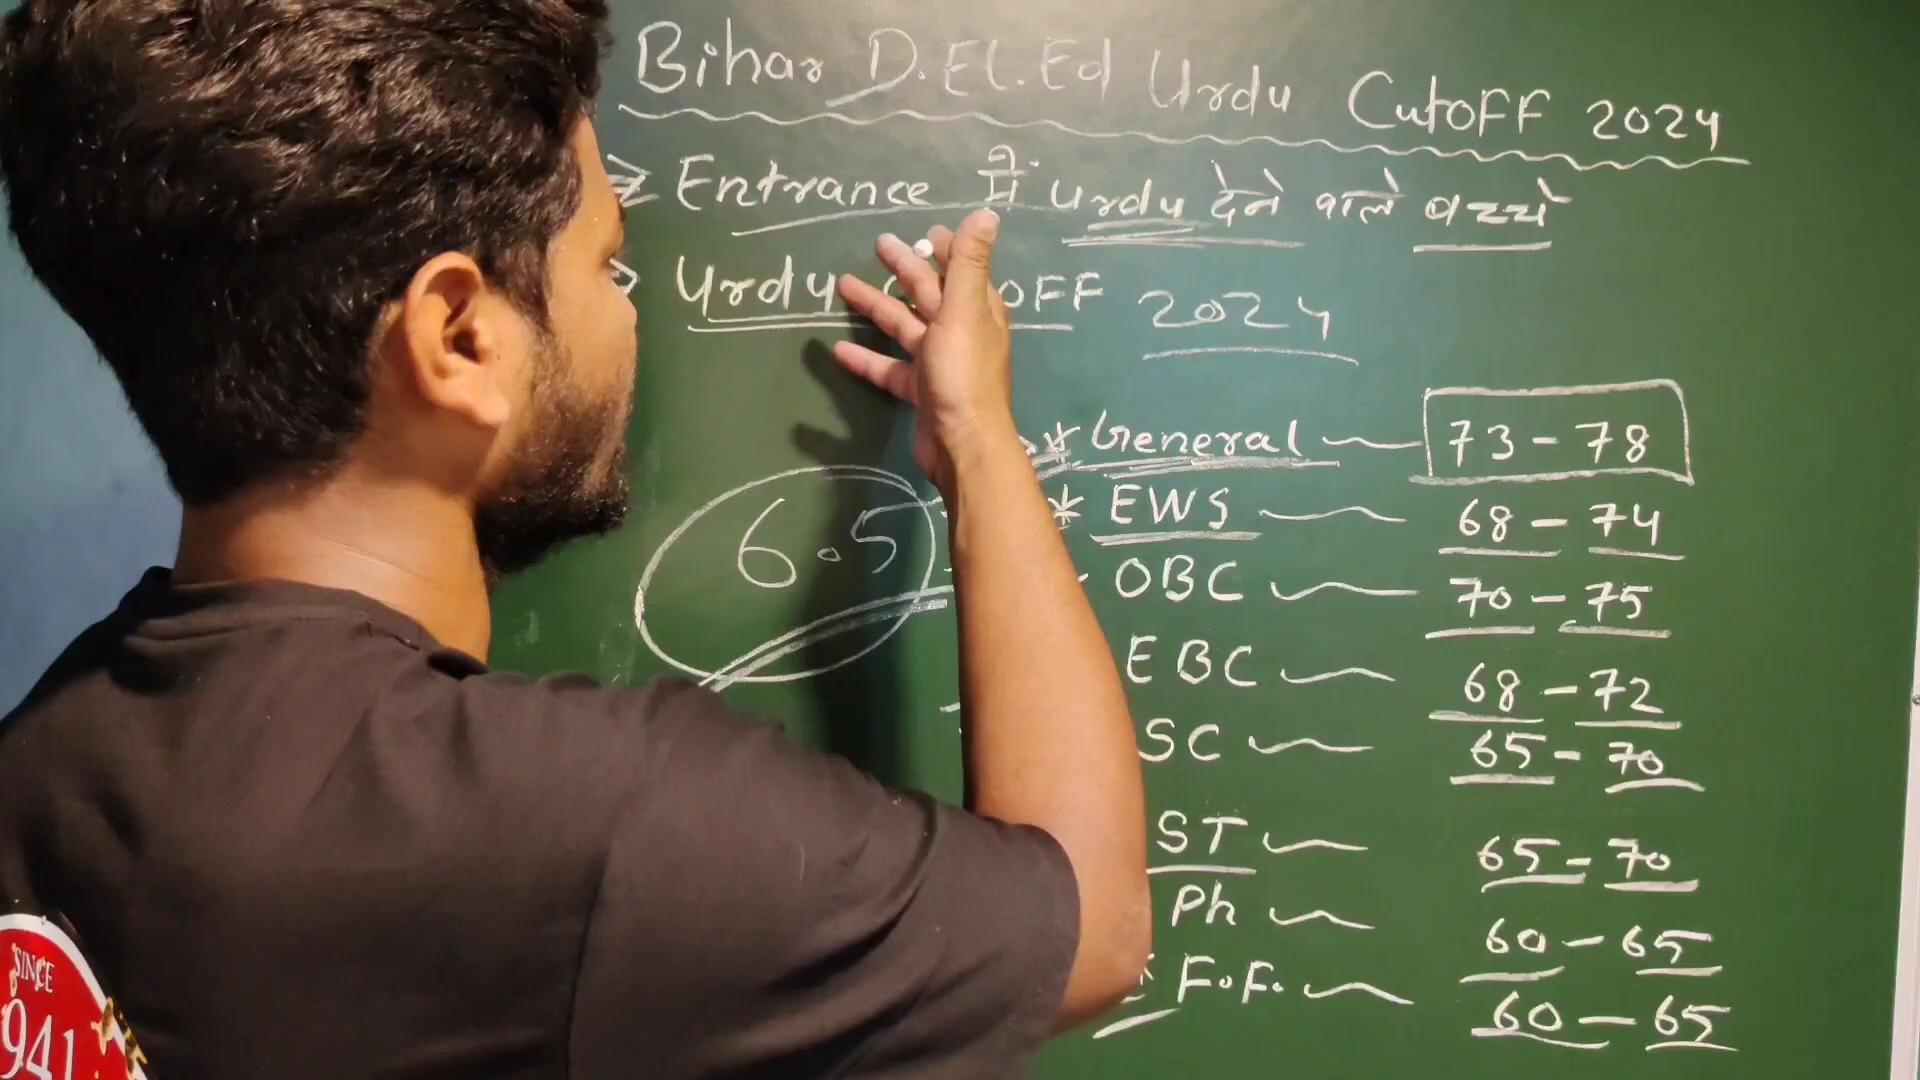 Bihar D.El.Ed Urdu Cutoff 2024
→ Entrance में Urdu देने वाले बच्चों
Urdu OFF 2024
* General 73-78
* EWS 68-74
6.5
OBC 70-75
EBC 68-72
SC 65-70
ST 65-70
Ph 60-65
* F.F. 60-65
SINCE
941